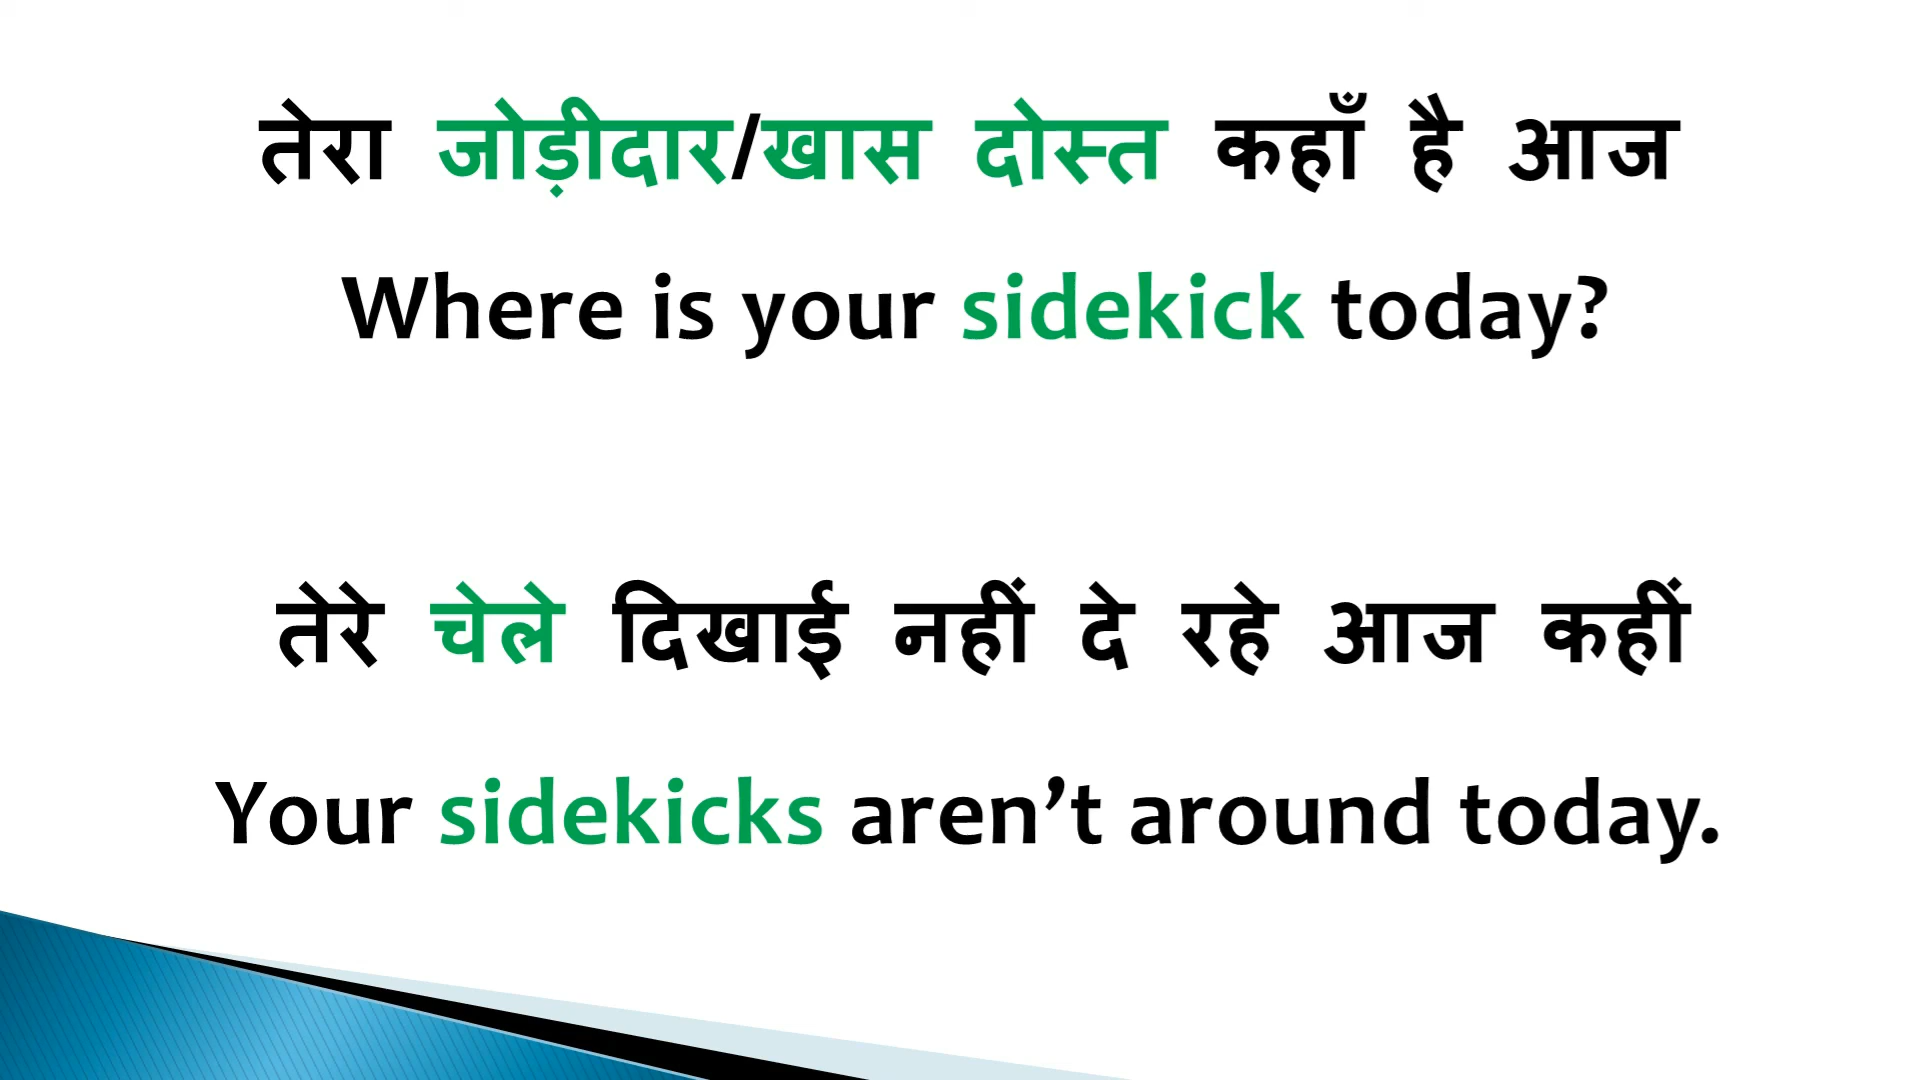 तेरा जोड़ीदार/खास दोस्त कहाँ है आज
Where is your sidekick today?
तेरे चेले दिखाई नहीं दे रहे आज कहीं
Your sidekicks aren’t around today.